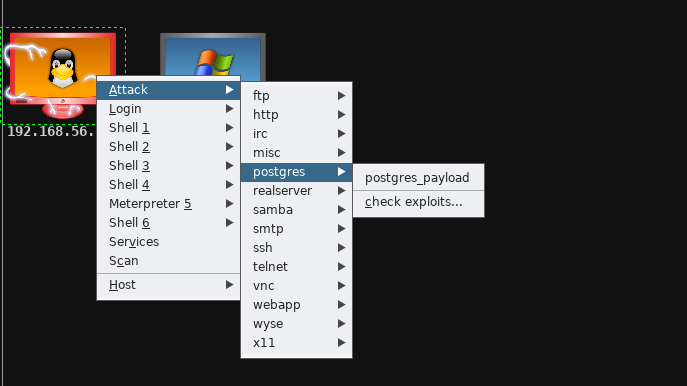 192.168.56.
Attack
Login
Shell 1
Shell 2
Shell 3
Shell 4
Meterpreter 5
Shell 6
Services
Scan
Host
ftp
http
irc
misc
postgres
realserver
samba
smtp
ssh
telnet
vnc
webapp
wyse
x11
postgres_payload
check exploits...